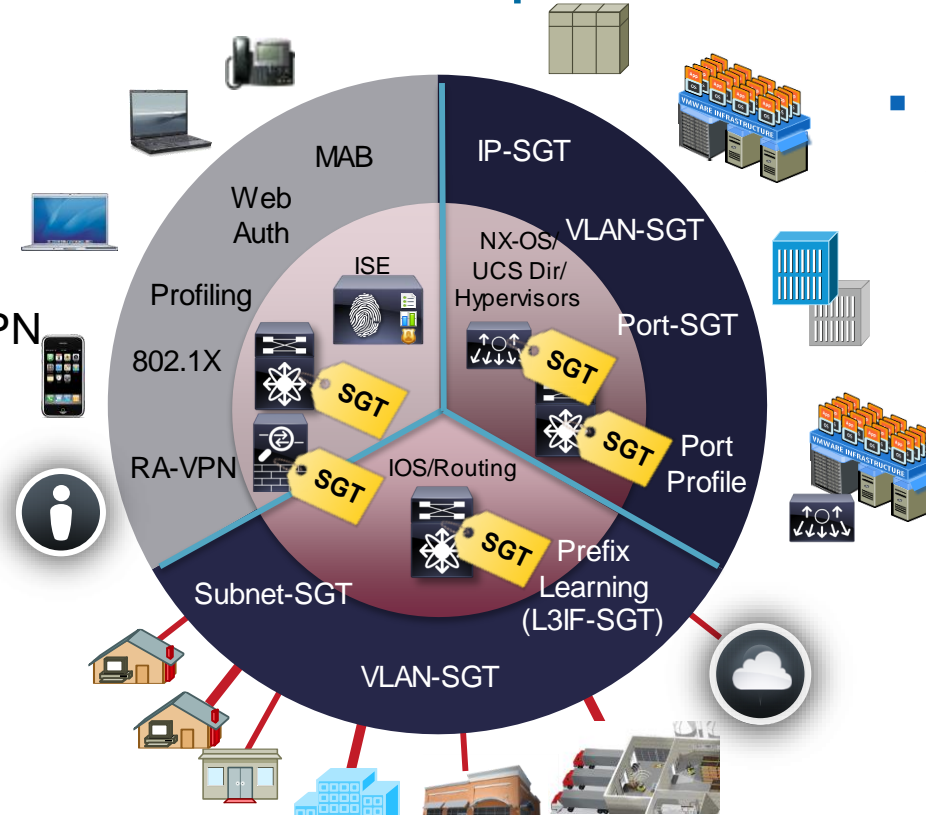 MAB
IP-SGT
Web
Auth
VLAN-SGT
NX-OS/
UCS Dir/
Hypervisors
ISE
Profiling
Port-SGT
PN
802.1X
SGT
SGT
SGT
SGT
Port
Profile
RA-VPN
SGT
IOS/Routing
SGT
Prefix
Learning
(L3IF-SGT)
Subnet-SGT
VLAN-SGT
VMWARE INFRASTRUCTURE
VMWARE INFRASTRUCTURE